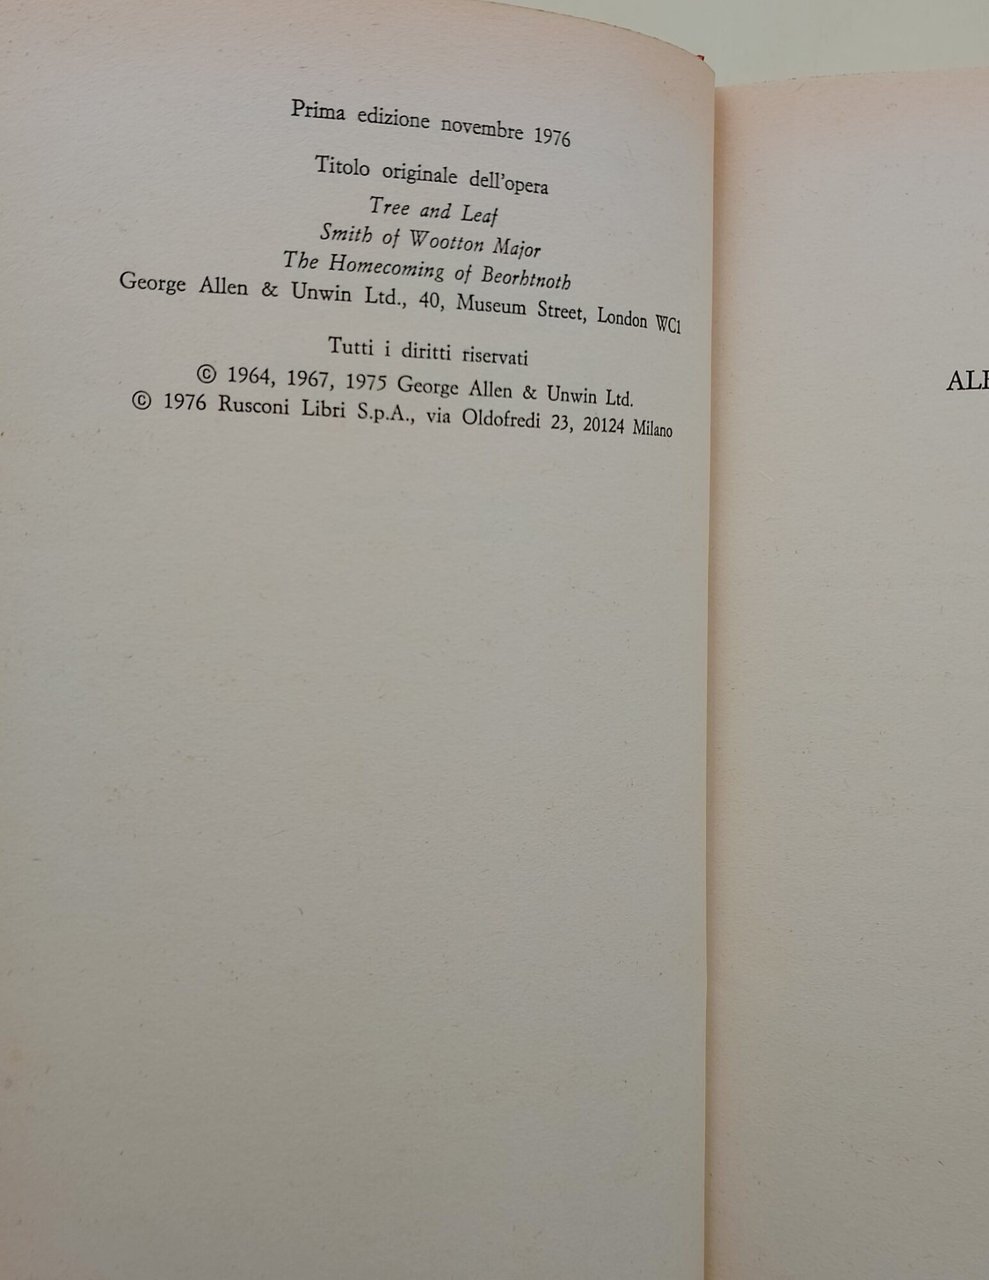 Prima edizione novembre 1976
Titolo originale dell'opera
Tree and Leaf
Smith of Wootton Major
The Homecoming of Beorhtnoth
George Allen & Unwin Ltd., 40, Museum Street, London WC1
Tutti i diritti riservati
© 1964, 1967, 1975 George Allen & Unwin Ltd.
© 1976 Rusconi Libri S.p.A., via Oldofredi 23, 20124 Milano